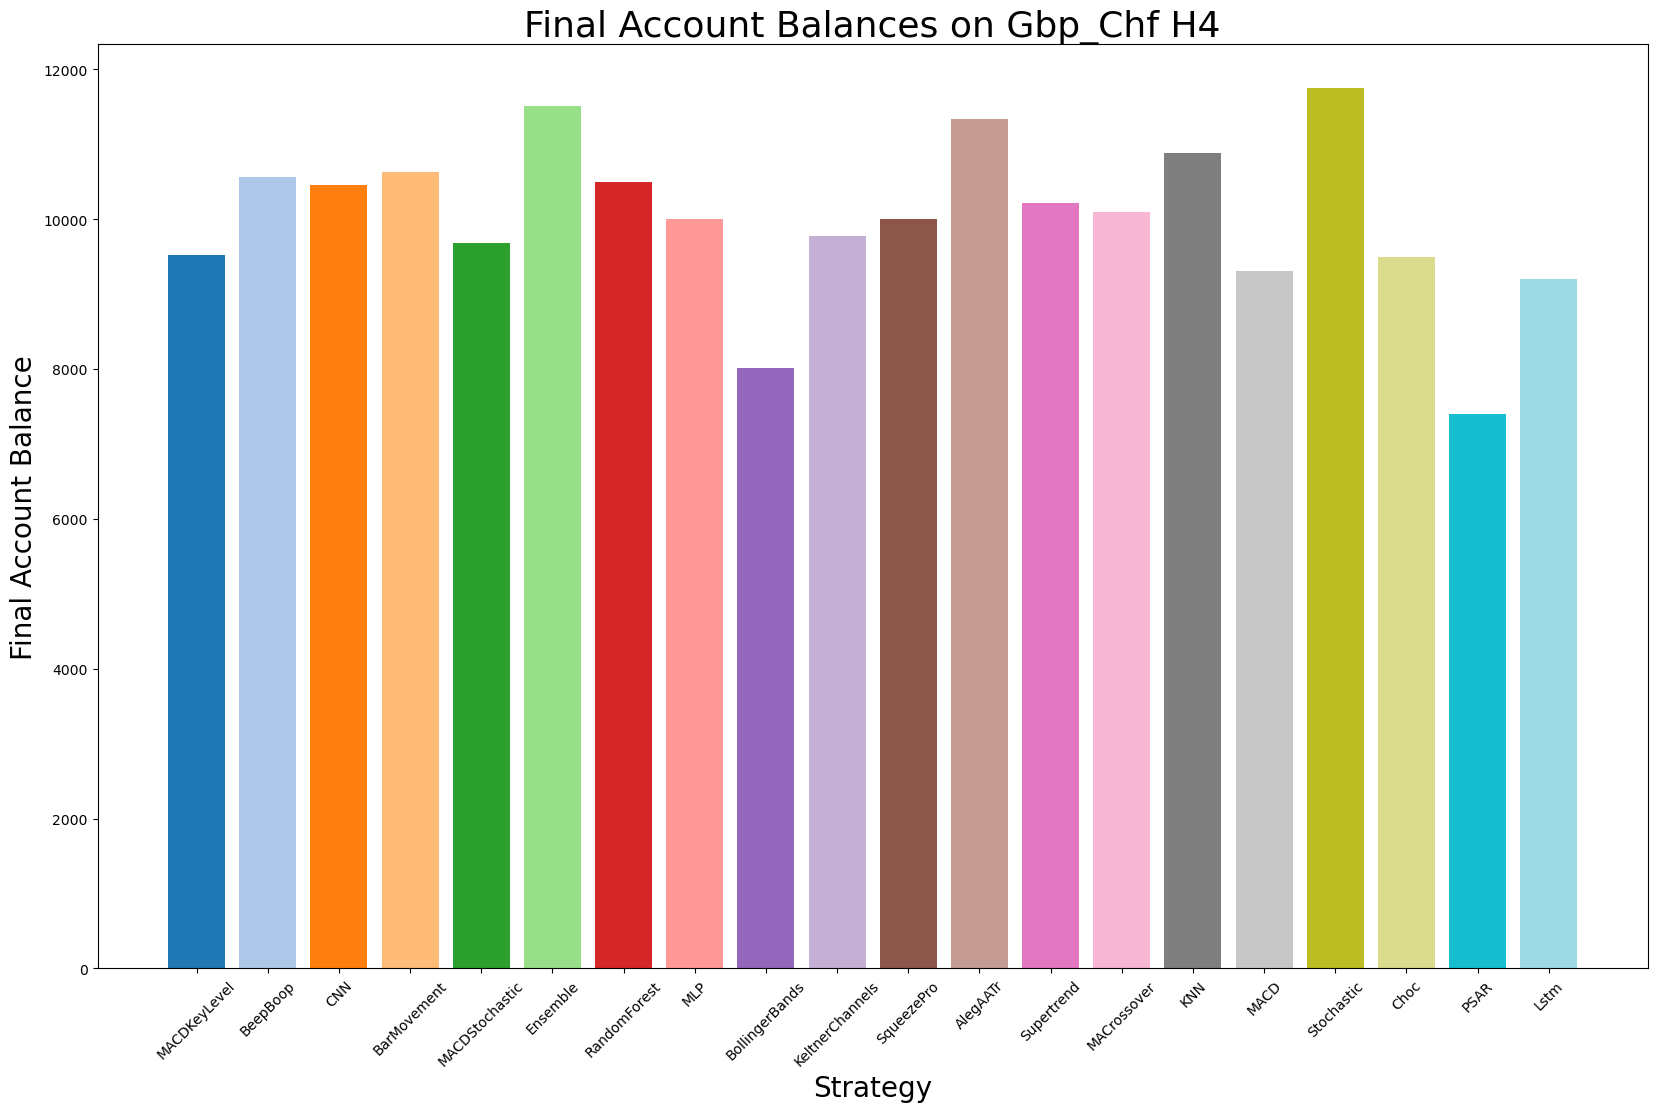 Final Account Balances on Gbp_Chf H4
Final Account Balance
12000
10000
8000
6000
4000
2000
0
MACDKeyLevel
BeepBoop
CNN
BarMovement
MACDStochastic
Ensemble
RandomForest
MLP
BollingerBands
KeltnerChannels
SqueezePro
AlegAATr
Supertrend
MACrossover
KNN
MACD
Stochastic
Choc
PSAR
Lstm
Strategy